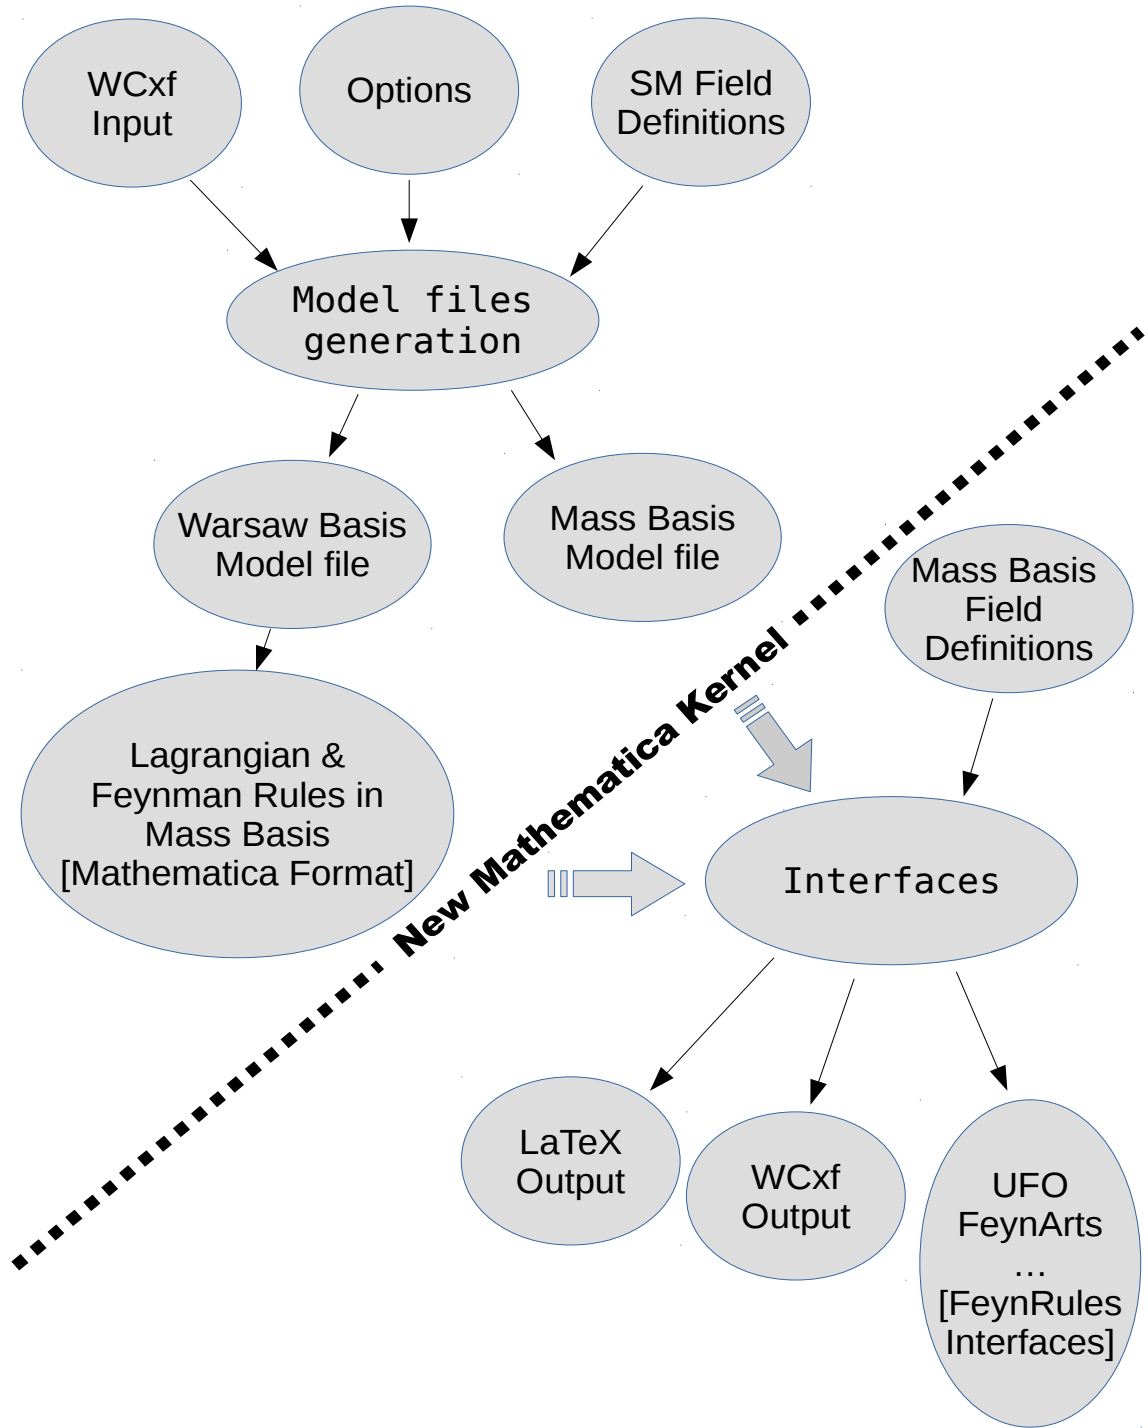 WCxf
Input
Options
SM Field
Definitions
Model files
generation
Warsaw Basis
Model file
Mass Basis
Model file
Mass Basis
Field
Definitions
Lagrangian &
Feynman Rules in
Mass Basis
[Mathematica Format]
New Mathematica Kernel
Interfaces
LaTeX
Output
WCxf
Output
UFO
FeynArts
...
[FeynRules
Interfaces]